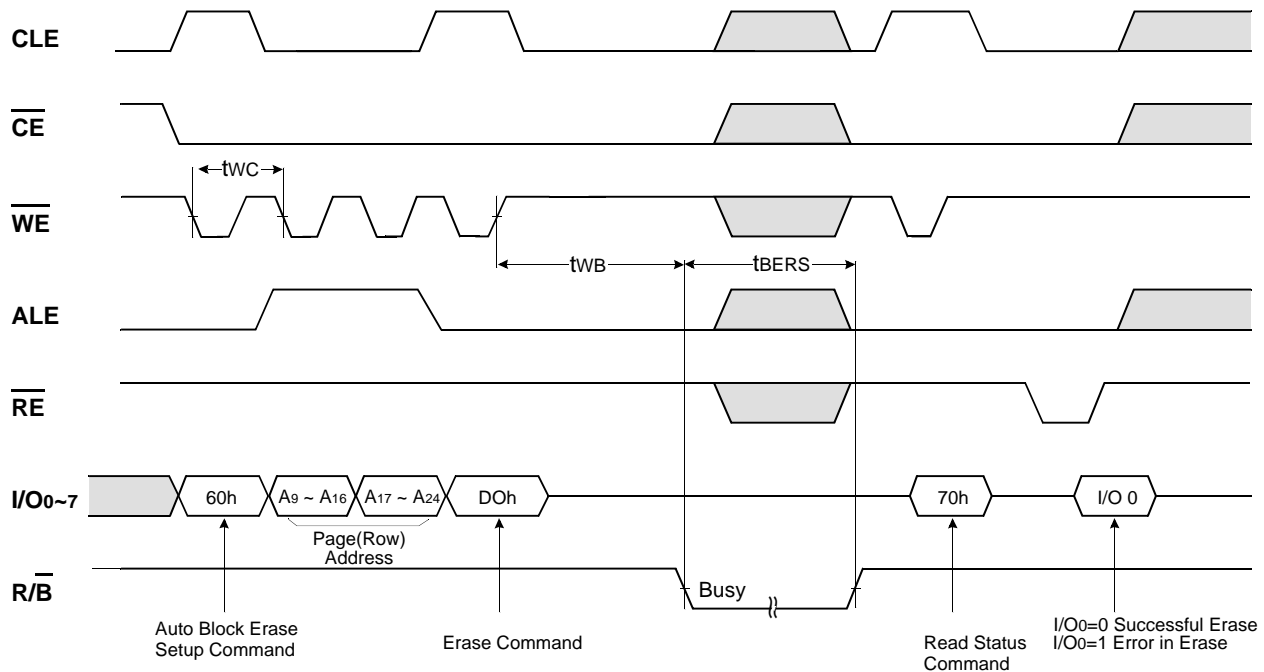 CLE
CE
tWC
WE
tWB
tBERS
ALE
RE
I/O0~7
60h
A9 ~ A16
A17 ~ A24
DOh
70h
I/O 0
Page(Row)
Address
R/B
Busy
Auto Block Erase
Setup Command
Erase Command
Read Status
Command
I/O0=0 Successful Erase
I/O0=1 Error in Erase